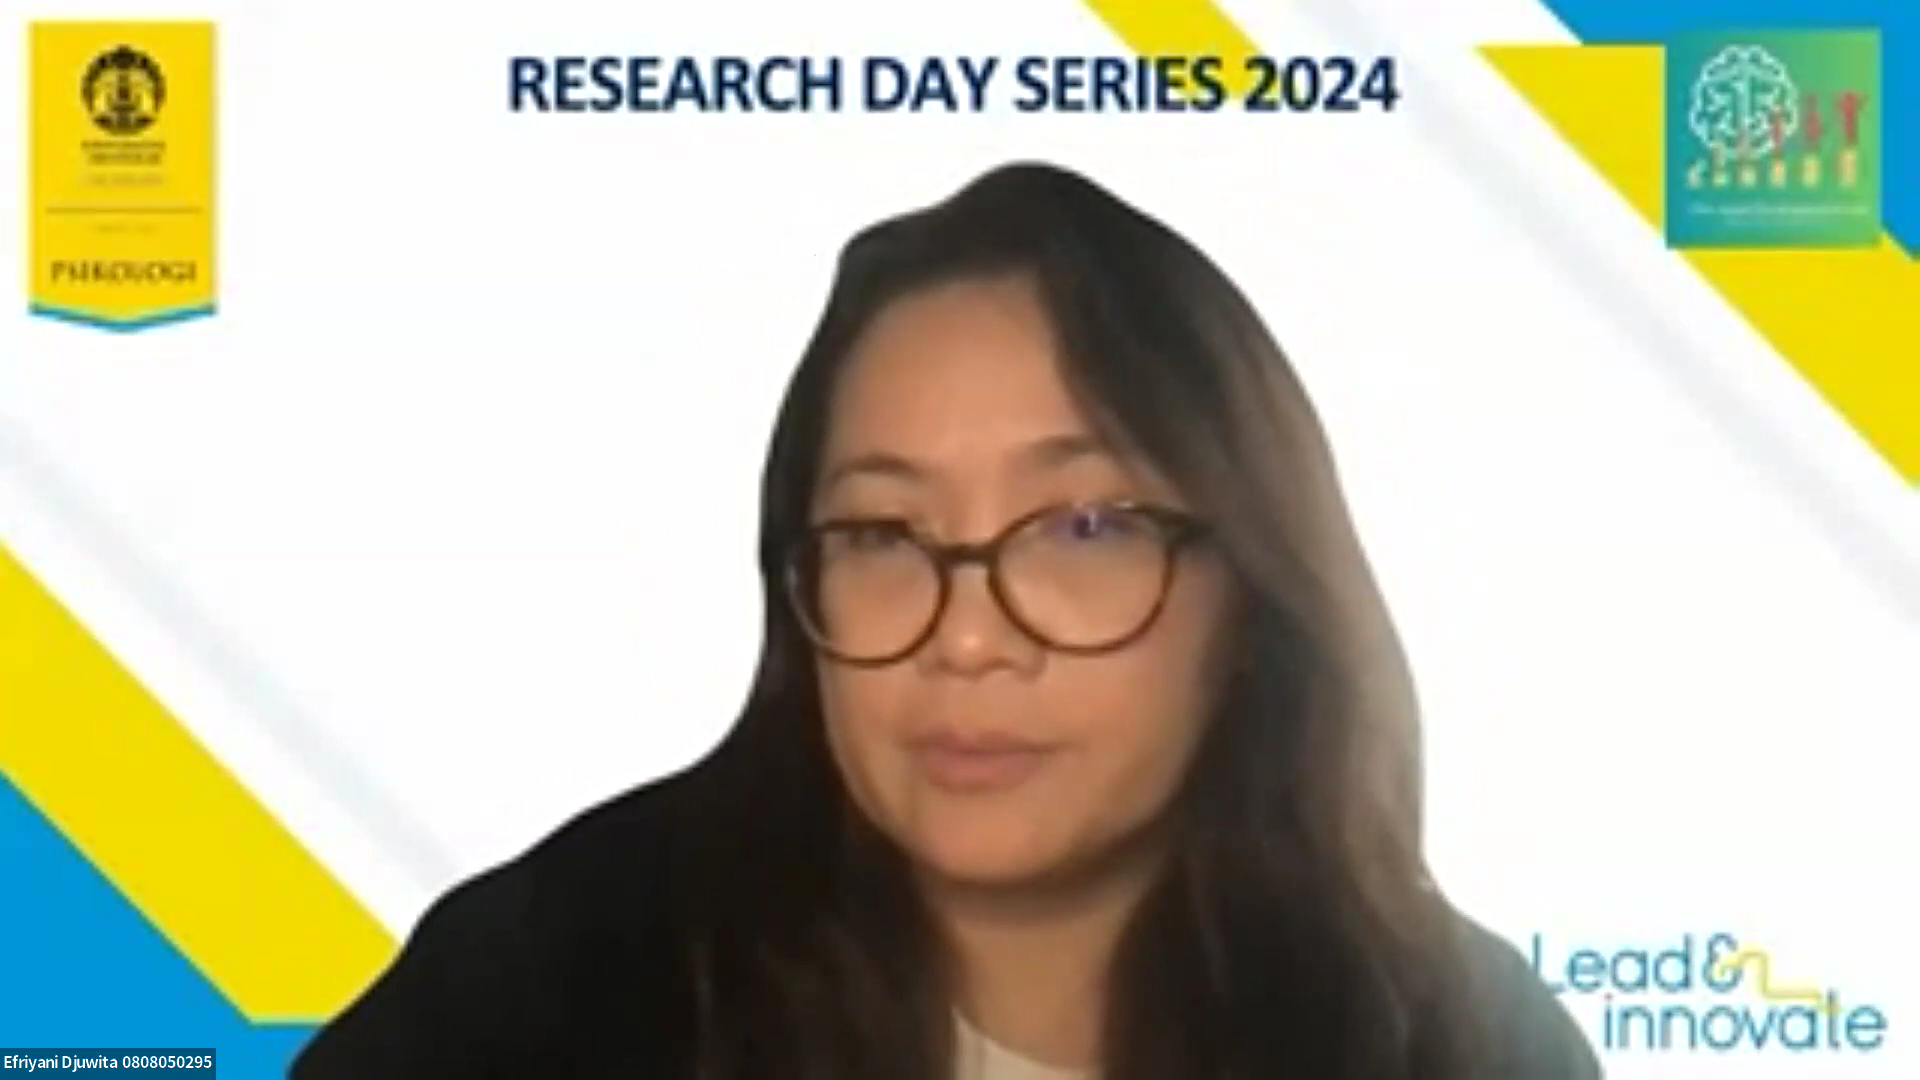 RESEARCH DAY SERIES 2024
PSIKOLOGI
Lead &
innovate
Efriyani Djuwita 0808050295